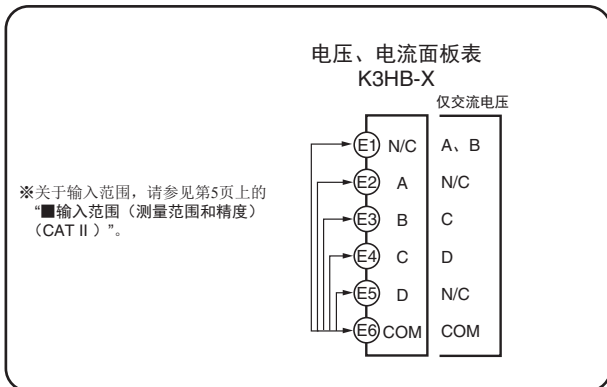 电压、电流面板表
K3HB-X
仅交流电压
※关于输入范围，请参见第5页上的
“■输入范围（测量范围和精度）
（CAT II ）”。
E1 N/C A、B
E2 A N/C
E3 B C
E4 C D
E5 D N/C
E6 COM COM